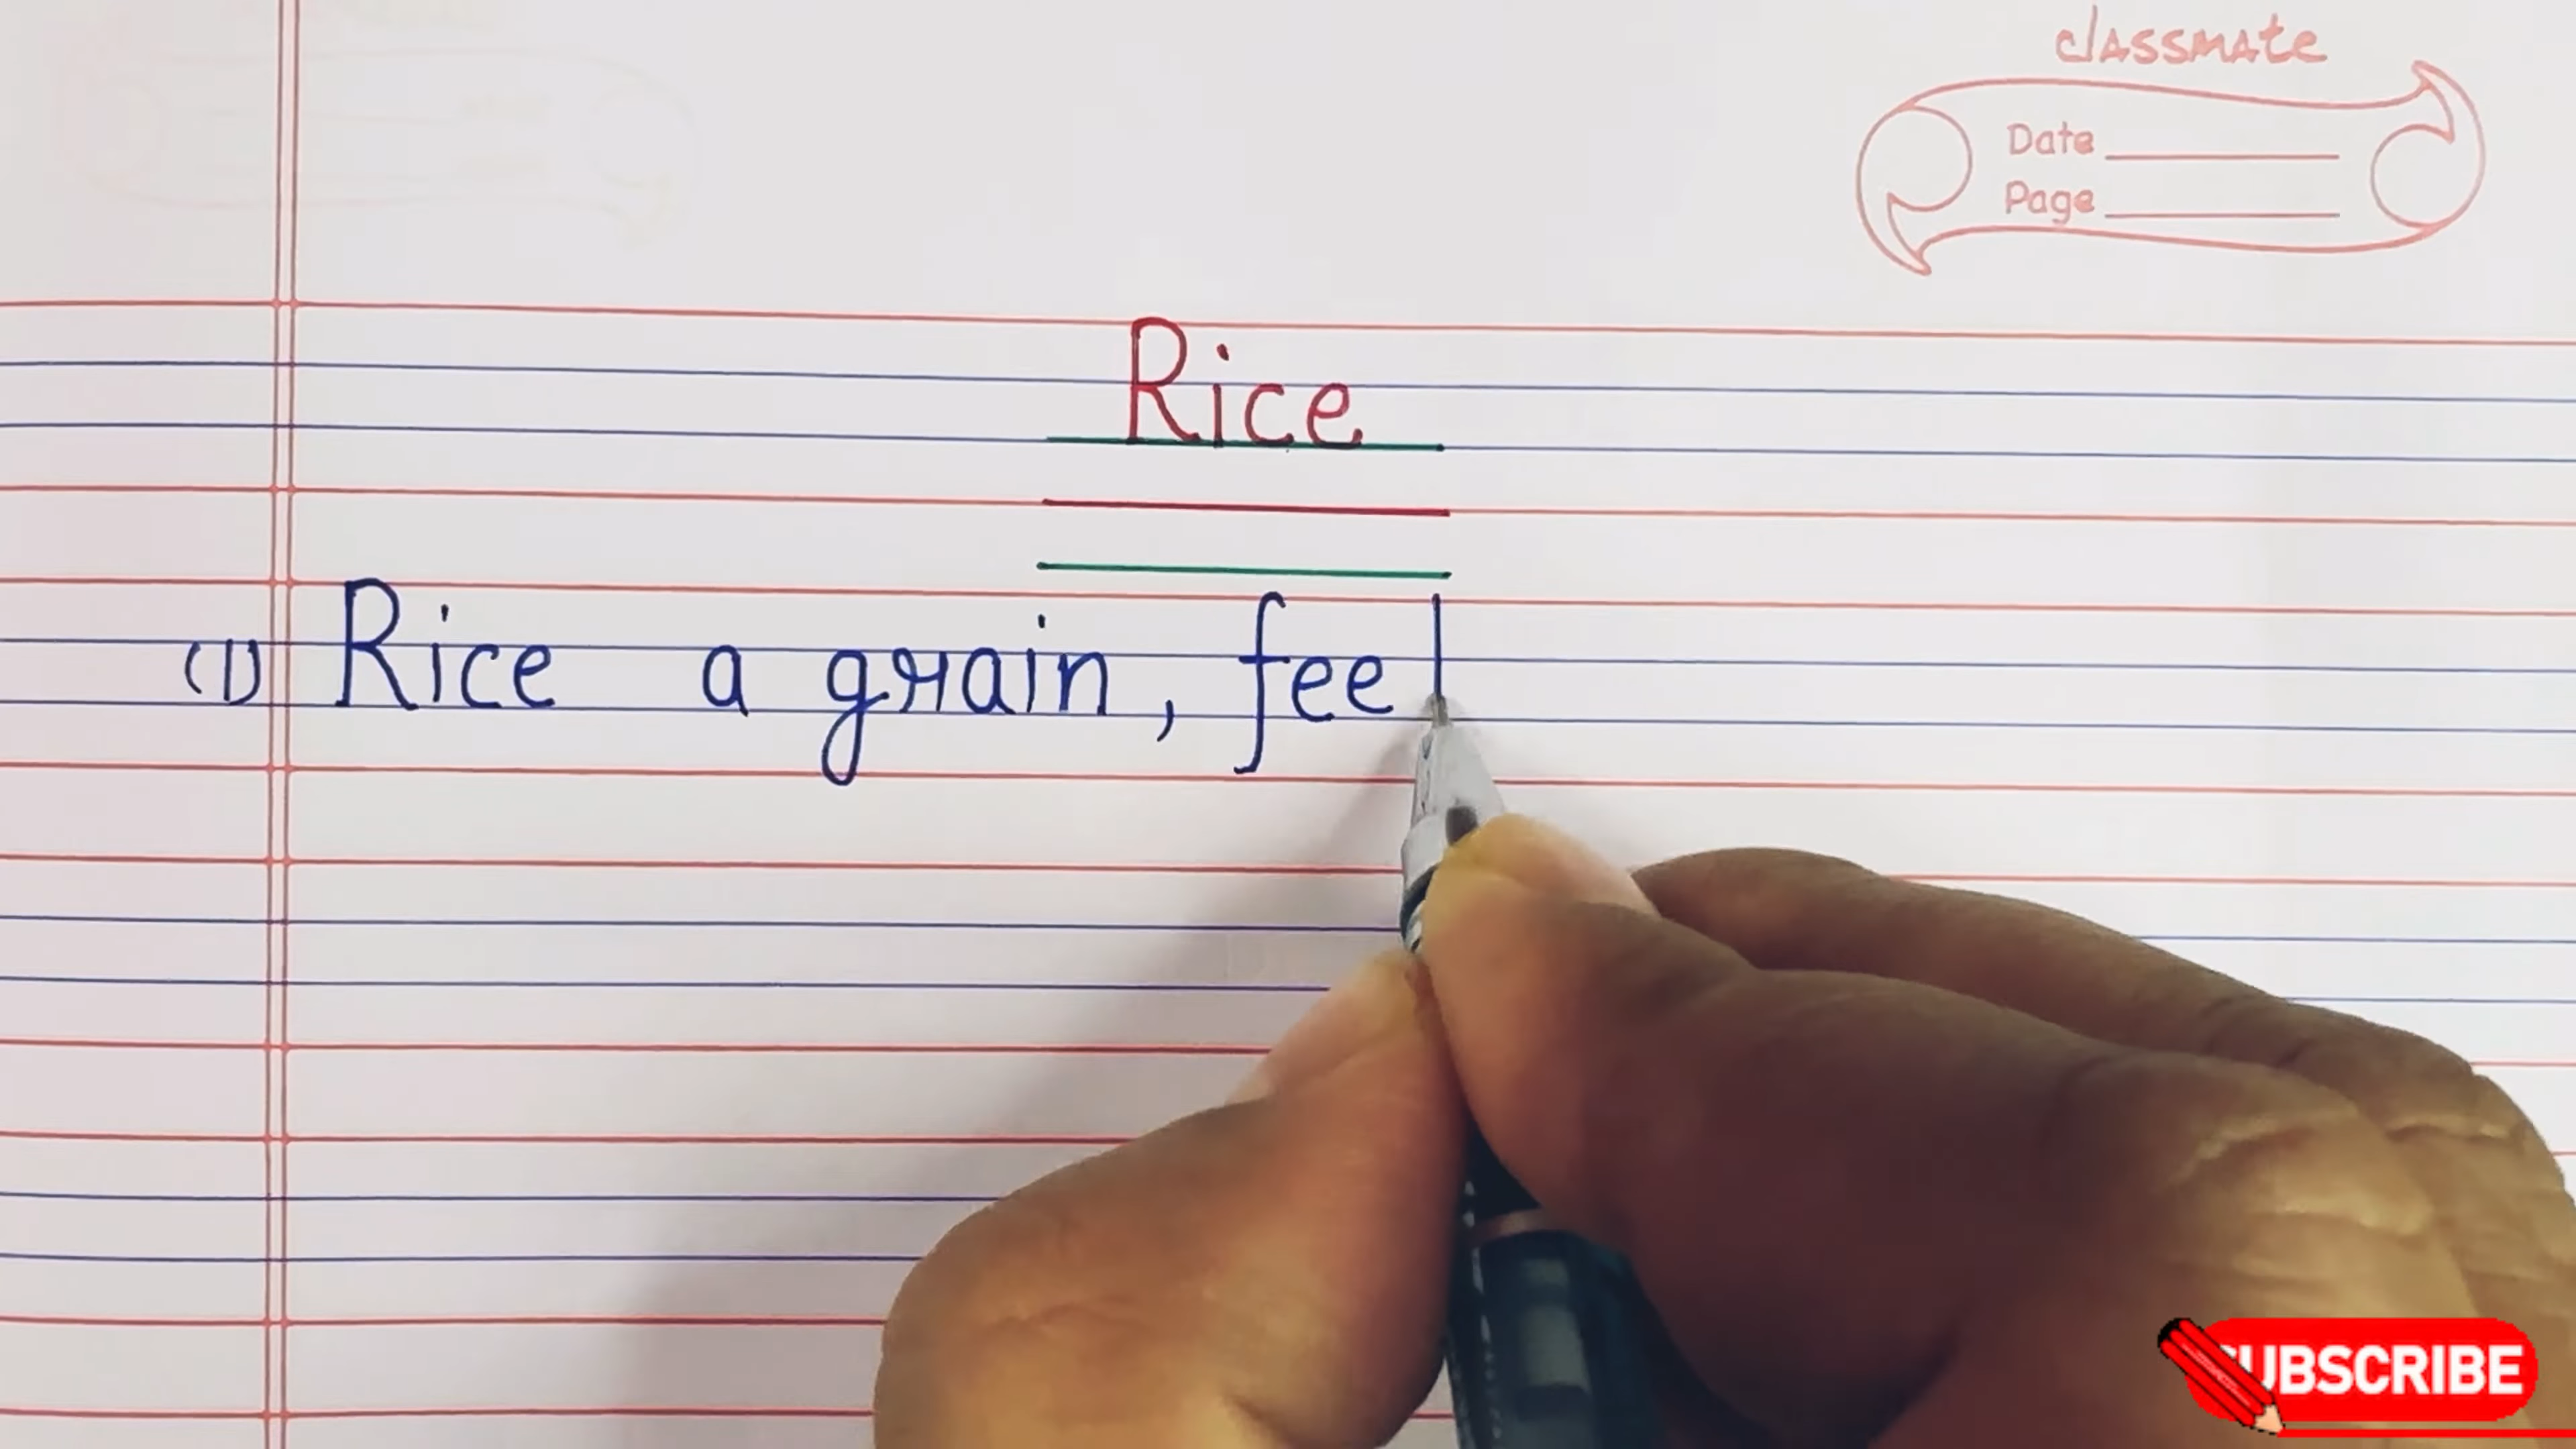 classmate
Date
Page
Rice
(1) Rice a grain, feel
SUBSCRIBE